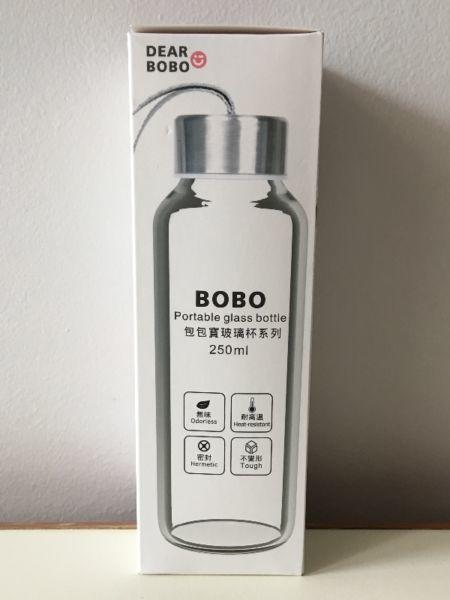 DEAR
BOBO
BOBO
Portable glass bottle
包包寶玻璃杯系列
250ml
無味
Odorless
耐高溫
Heat-resistant
密封
Hermetic
不變形
Tough